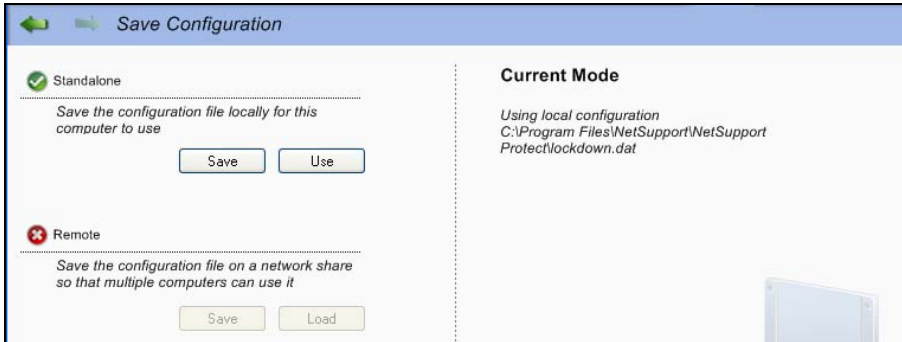 Save Configuration
Standalone
Save the configuration file locally for this
computer to use
Save
Use
Remote
Save the configuration file on a network share
so that multiple computers can use it
Save
Load
Current Mode
Using local configuration
C:\Program Files\NetSupport\NetSupport
Protect\lockdown.dat